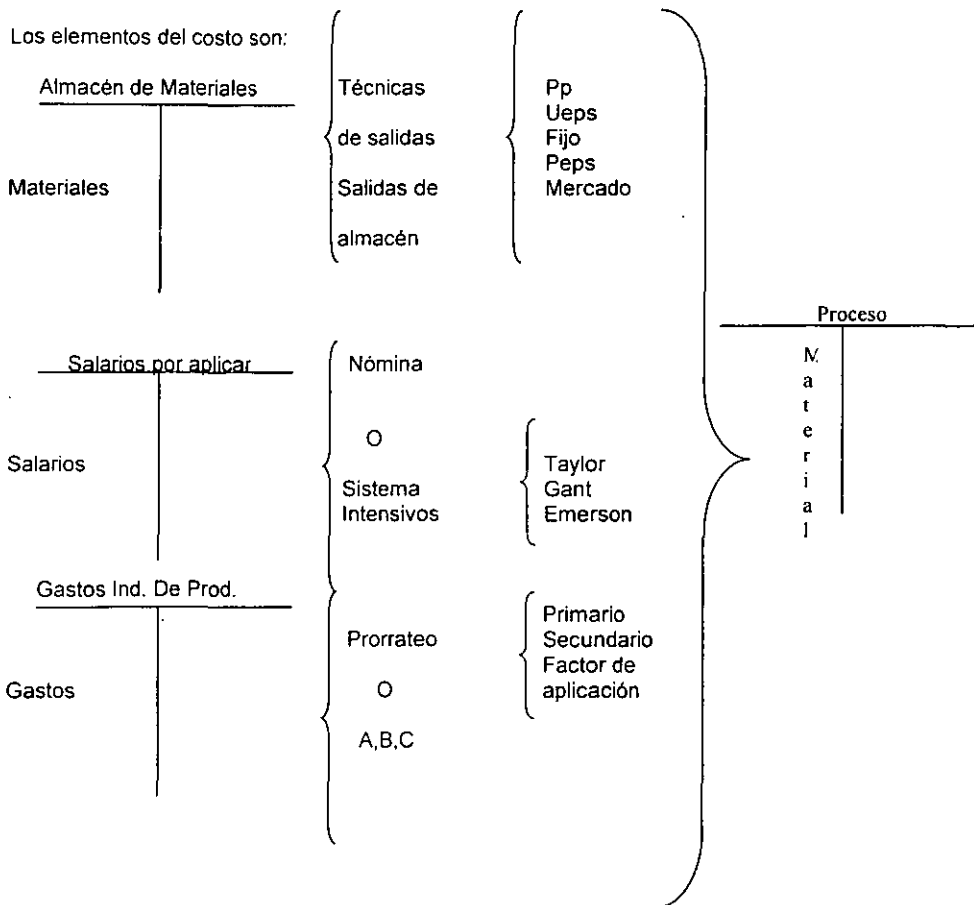 Los elementos del costo son:
Almacén de Materiales
Materiales
Técnicas
de salidas
Salidas de
almacén
Pp
Ueps
Fijo
Peps
Mercado
Salarios por aplicar
Salarios
Nómina
O
Sistema
Intensivos
Taylor
Gant
Emerson
Gastos Ind. De Prod.
Gastos
Prorrateo
O
A,B,C
Primario
Secundario
Factor de
aplicación
Proceso
M
a
t
e
r
i
a
l